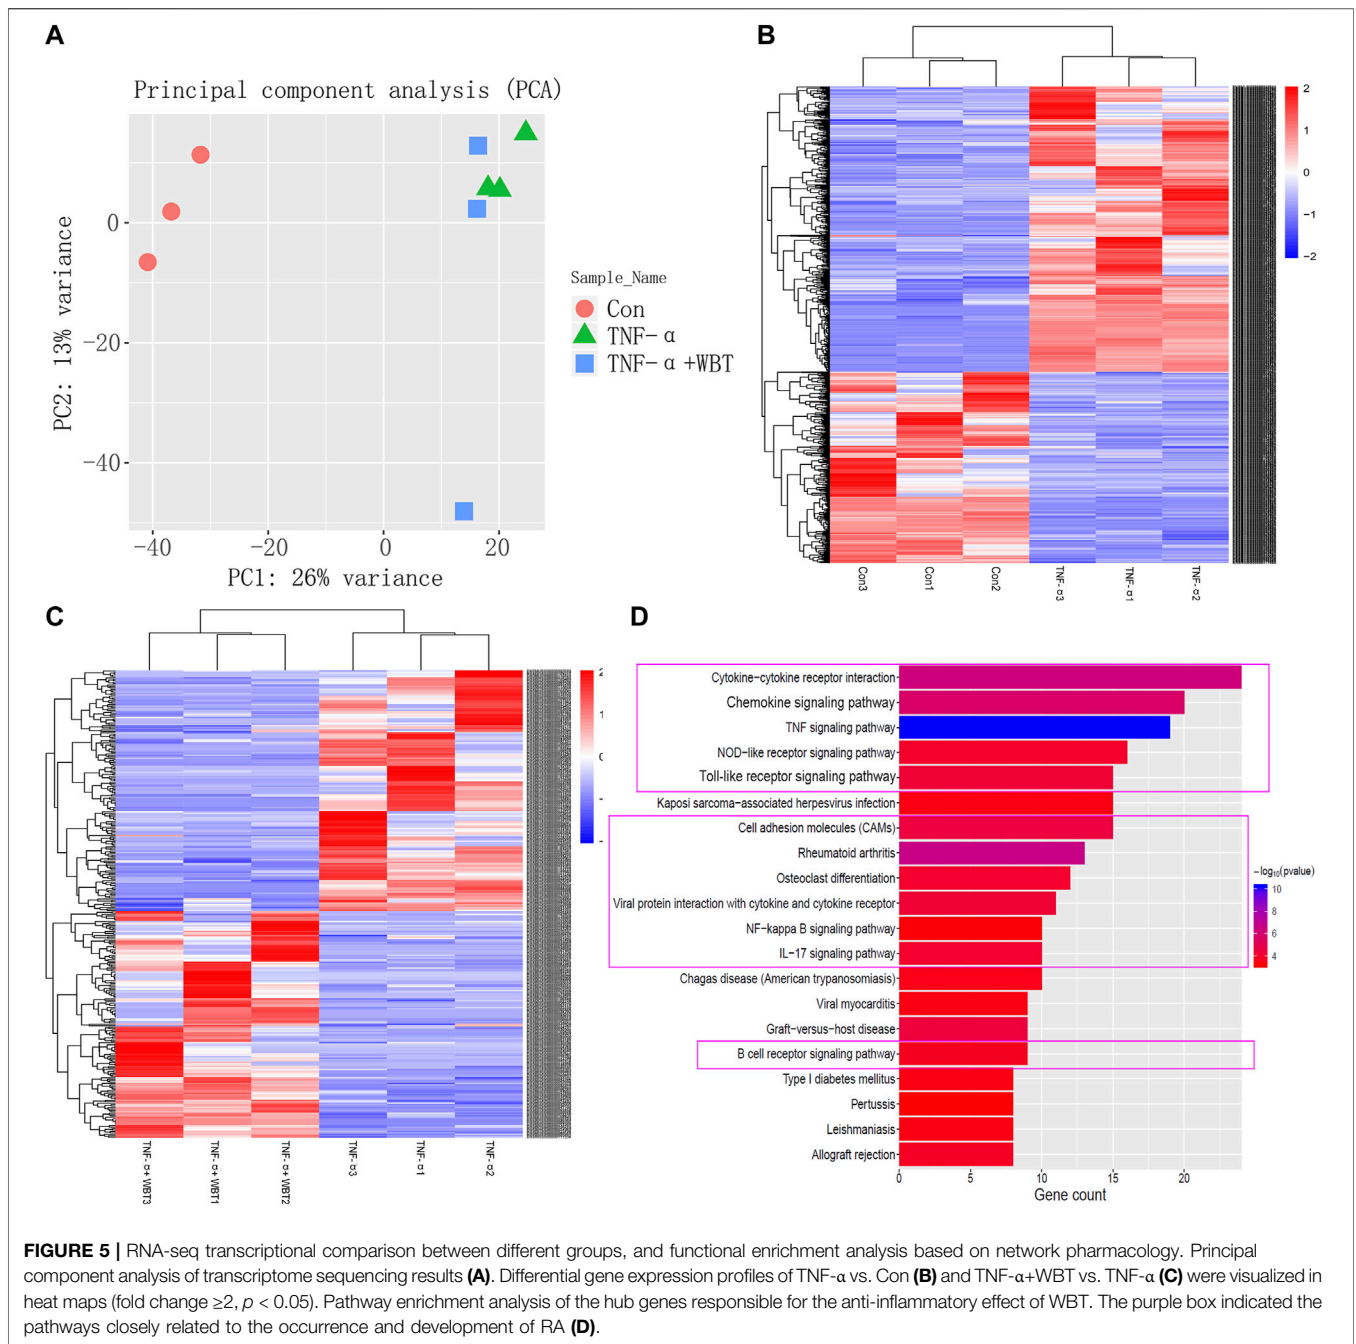 A
Principal component analysis (PCA)
PC2: 13% variance
0
−20
−40
−40
−20
0
20
PC1: 26% variance
Sample_Name
Con
TNF-α
TNF-α+WBT
B
2
1
0
−1
−2
Con3
Con1
Con2
TNF-α3
TNF-α1
TNF-α2
C
2
1
0
-
-
TNF-α+WBT3
TNF-α+WBT1
TNF-α+WBT2
TNF-α3
TNF-α1
TNF-α2
D
Cytokine−cytokine receptor interaction
Chemokine signaling pathway
TNF signaling pathway
NOD−like receptor signaling pathway
Toll−like receptor signaling pathway
Kaposi sarcoma−associated herpesvirus infection
Cell adhesion molecules (CAMs)
Rheumatoid arthritis
Osteoclast differentiation
Viral protein interaction with cytokine and cytokine receptor
NF−kappa B signaling pathway
IL−17 signaling pathway
Chagas disease (American trypanosomiasis)
Viral myocarditis
Graft−versus−host disease
B cell receptor signaling pathway
Type I diabetes mellitus
Pertussis
Leishmaniasis
Allograft rejection
0
5
10
15
20
Gene count
−log10(pvalue)
10
8
6
4
FIGURE 5 | RNA-seq transcriptional comparison between different groups, and functional enrichment analysis based on network pharmacology. Principal
component analysis of transcriptome sequencing results (A). Differential gene expression profiles of TNF-α vs. Con (B) and TNF-α+WBT vs. TNF-α (C) were visualized in
heat maps (fold change ≥2, p < 0.05). Pathway enrichment analysis of the hub genes responsible for the anti-inflammatory effect of WBT. The purple box indicated the
pathways closely related to the occurrence and development of RA (D).